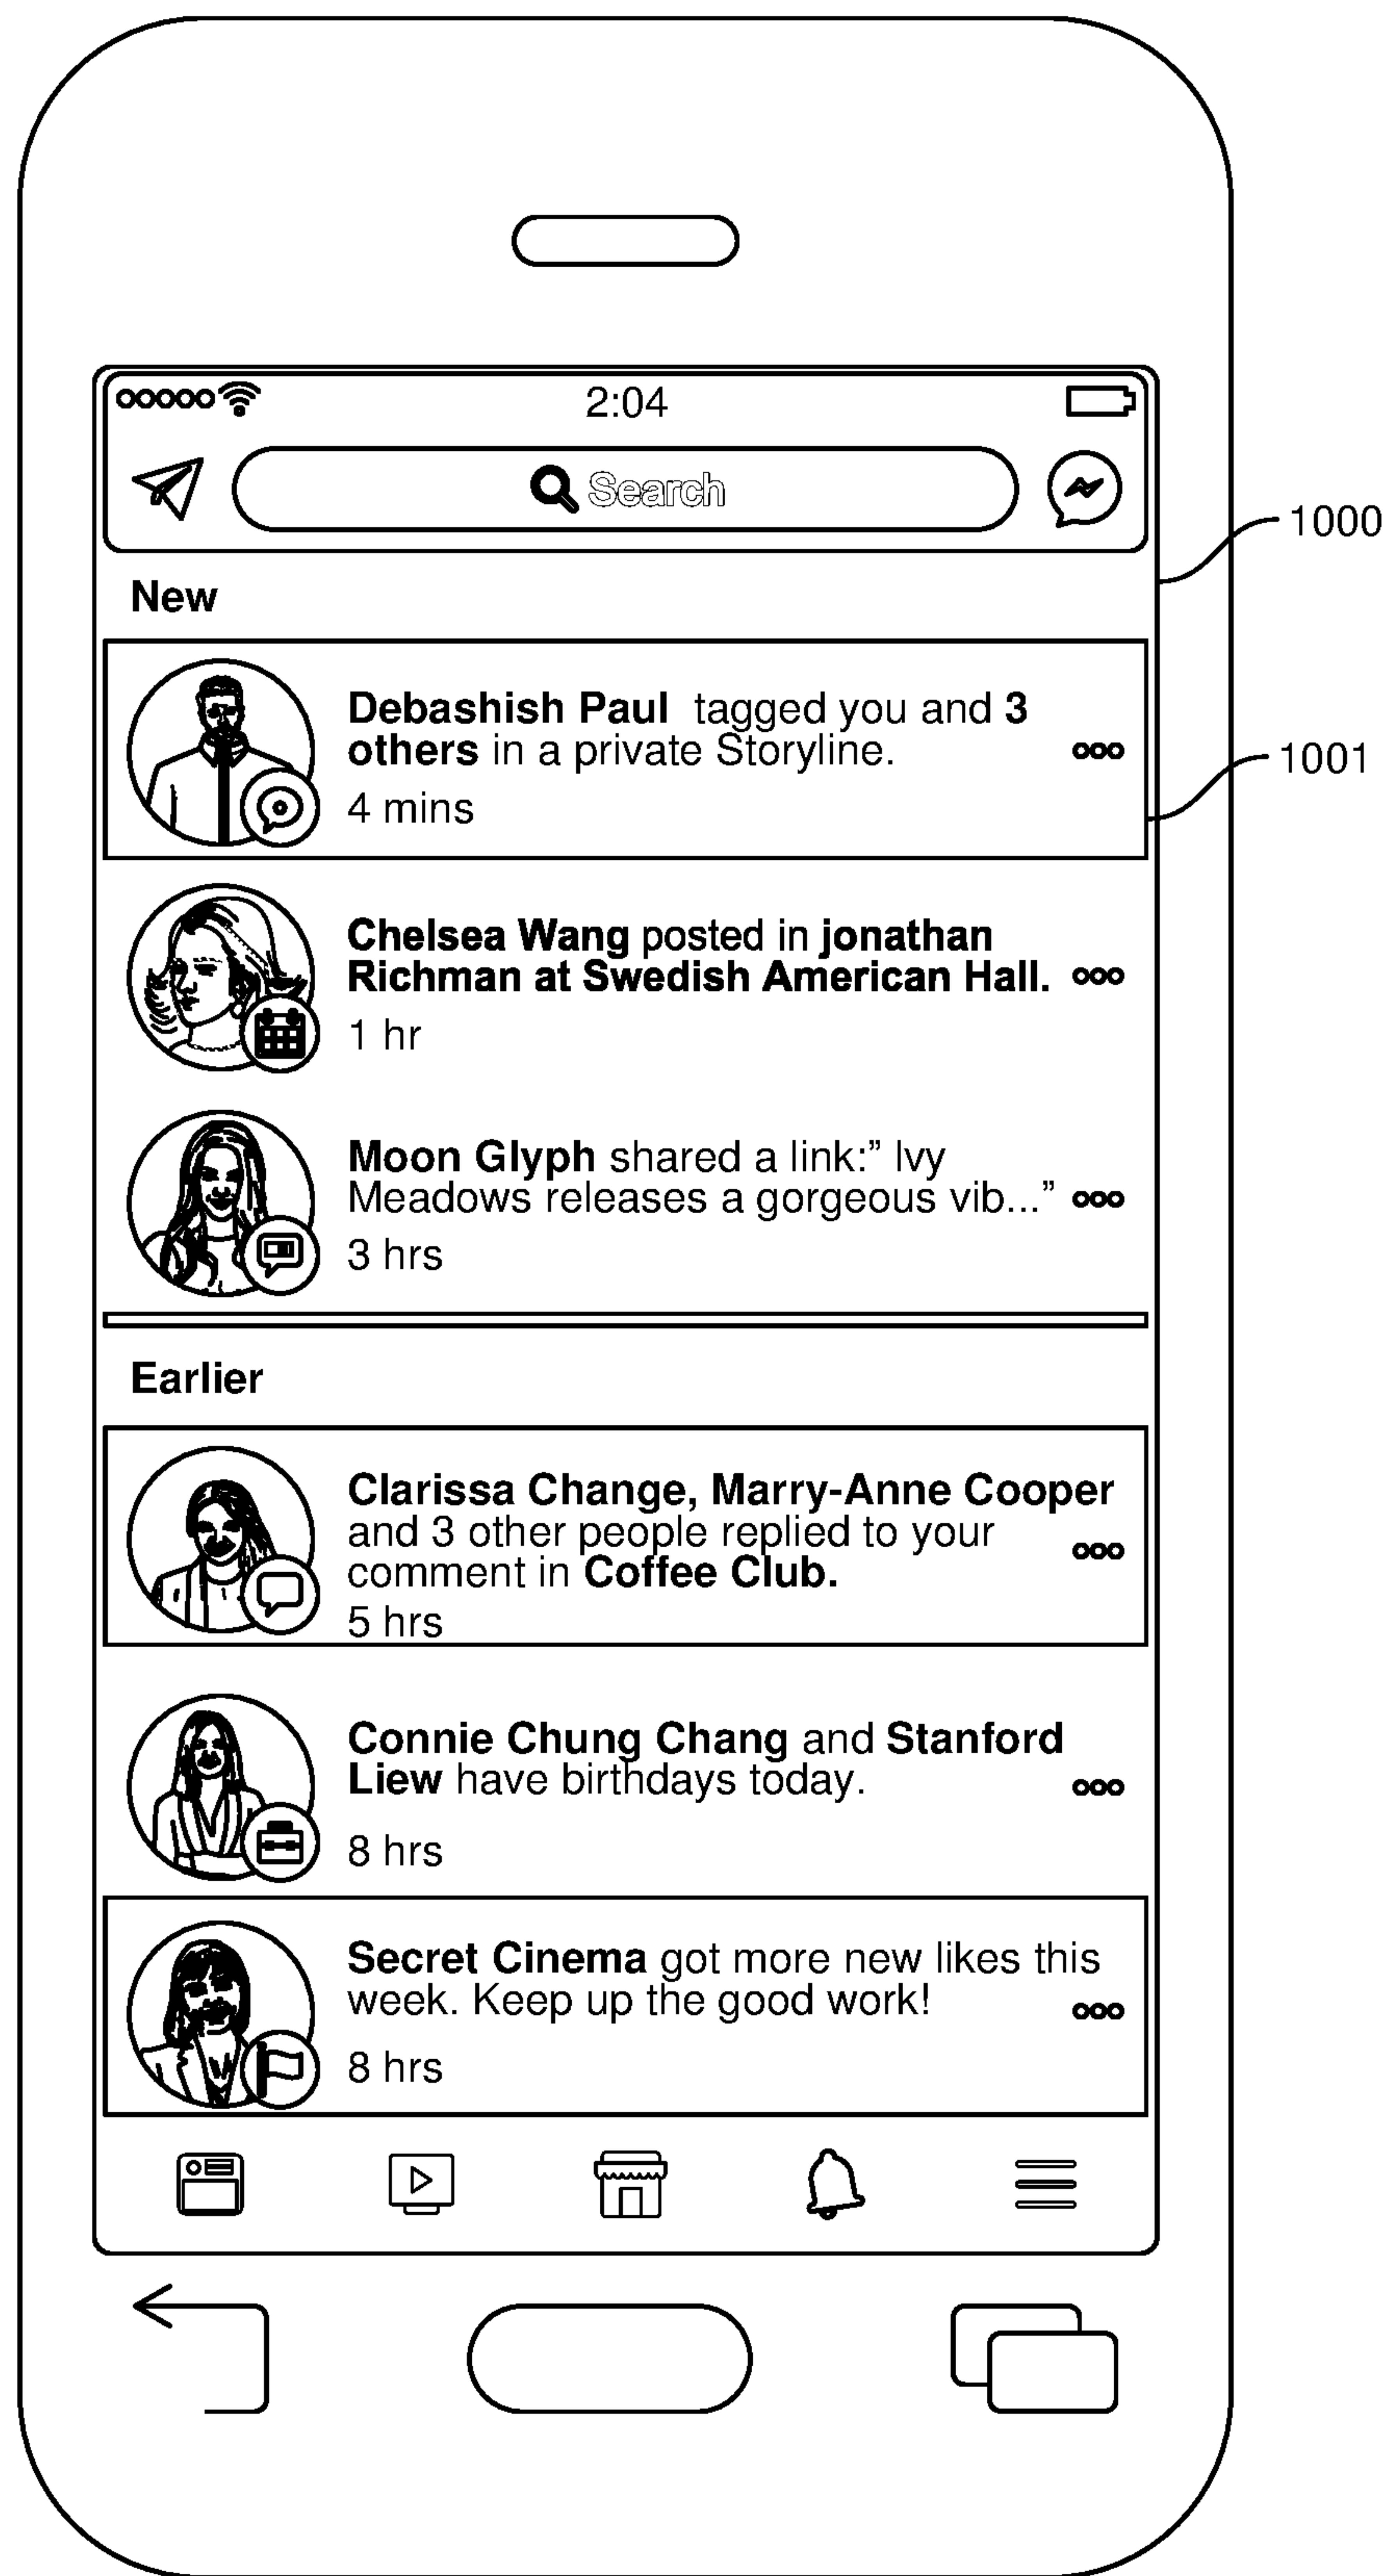 2:04
Search
1000
New
Debashish Paul tagged you and 3
others in a private Storyline.
4 mins
1001
Chelsea Wang posted in jonathan
Richman at Swedish American Hall.
1 hr
Moon Glyph shared a link:” Ivy
Meadows releases a gorgeous vib...”
3 hrs
Earlier
Clarissa Change, Marry-Anne Cooper
and 3 other people replied to your
comment in Coffee Club.
5 hrs
Connie Chung Chang and Stanford
Liew have birthdays today.
8 hrs
Secret Cinema got more new likes this
week. Keep up the good work!
8 hrs